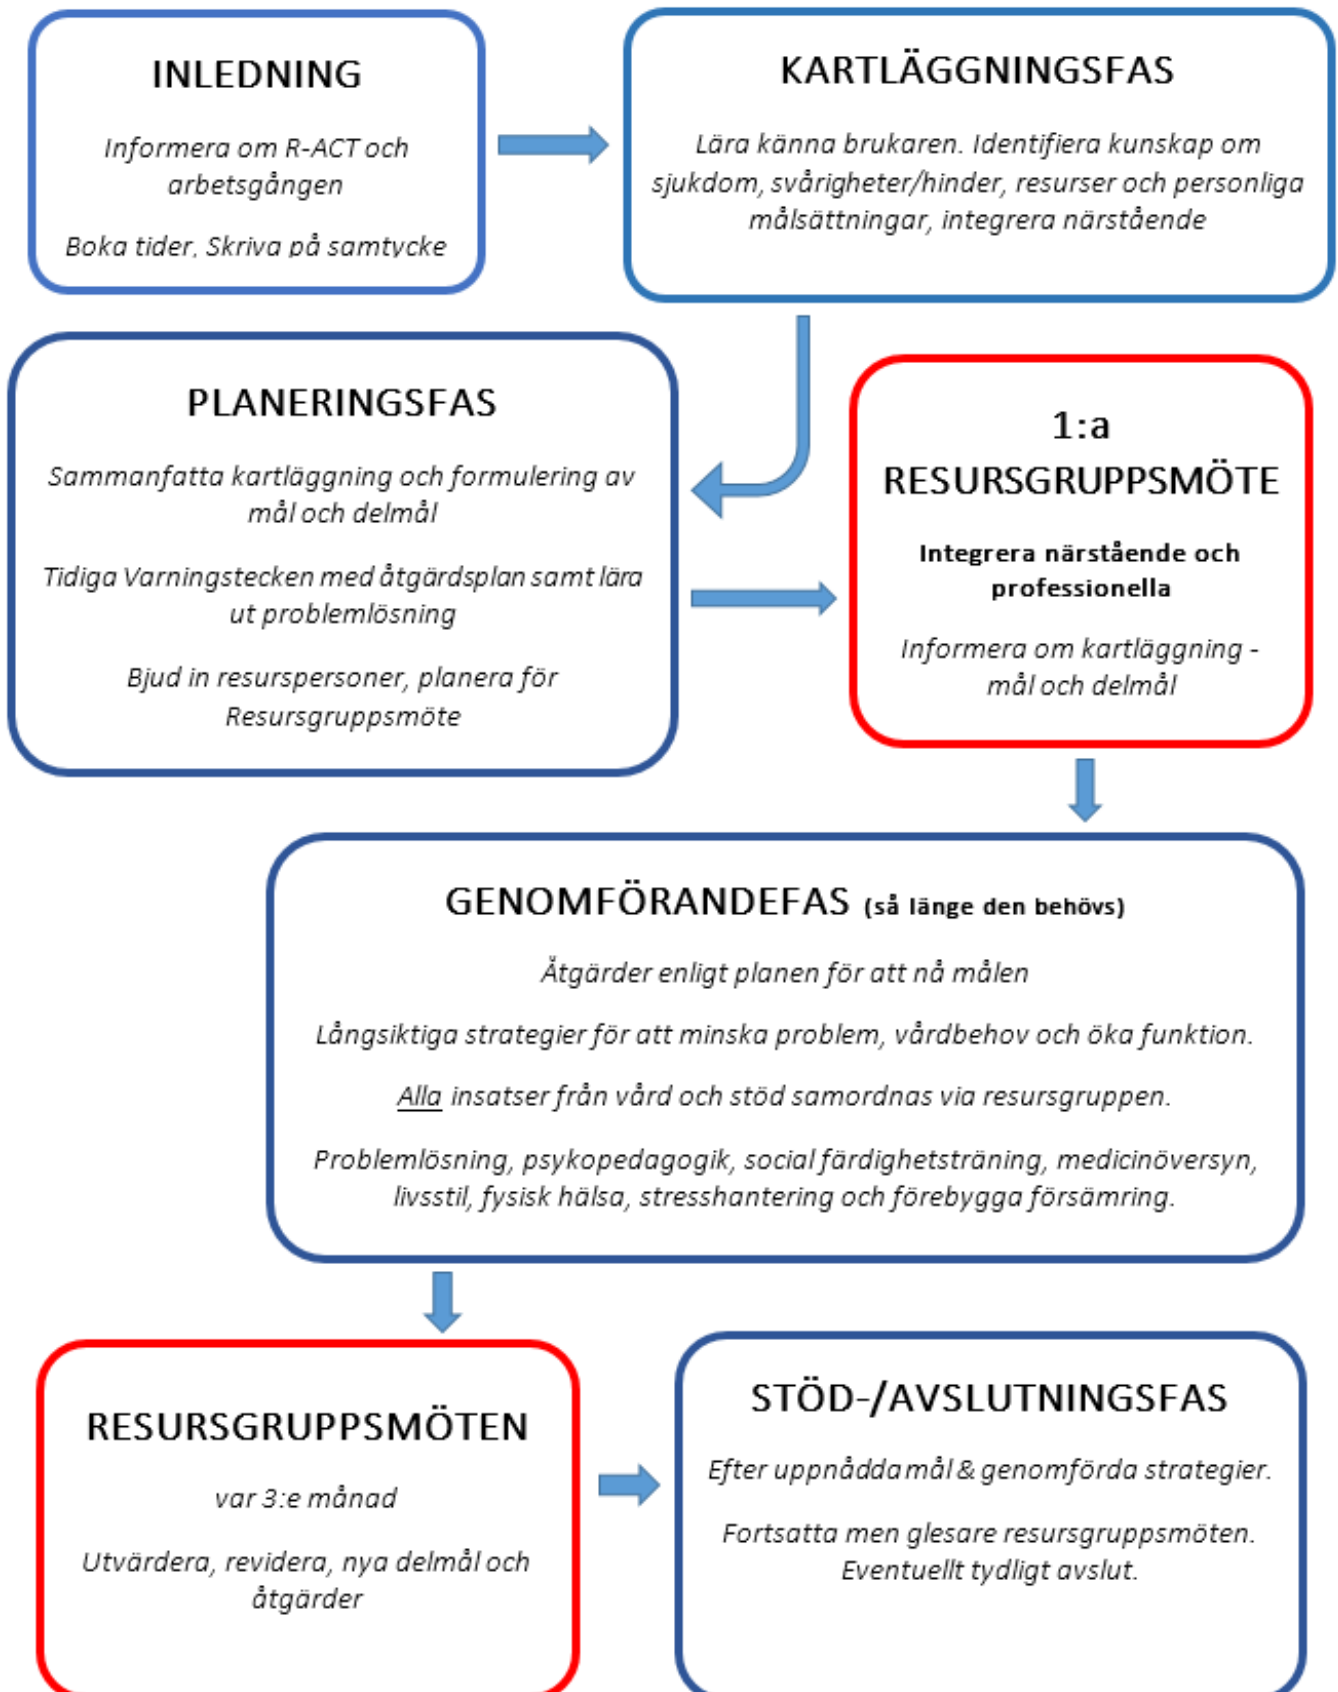 INLEDNING
Informera om R-ACT och
arbetsgången
Boka tider, Skriva på samtycke
KARTLÄGGNINGSFAS
Lära känna brukaren. Identifiera kunskap om
sjukdom, svårigheter/hinder, resurser och personliga
målsättningar, integrera närstående
PLANERINGSFAS
Sammanfatta kartläggning och formulering av
mål och delmål
Tidiga Varningstecken med åtgärdsplan samt lära
ut problemlösning
Bjud in resurspersoner, planera för
Resursgruppsmöte
1:a
RESURSGRUPPSMÖTE
Integrera närstående och
professionella
Informera om kartläggning -
mål och delmål
GENOMFÖRANDEFAS (så länge den behövs)
Åtgärder enligt planen för att nå målen
Långsiktiga strategier för att minska problem, vårdbehov och öka funktion.
Alla insatser från vård och stöd samordnas via resursgruppen.
Problemlösning, psykopedagogik, social färdighetsträning, medicinöversyn,
livsstil, fysisk hälsa, stresshantering och förebygga försämring.
RESURSGRUPPSMÖTEN
var 3:e månad
Utvärdera, revidera, nya delmål och
åtgärder
STÖD-/AVSLUTNINGSFAS
Efter uppnådda mål & genomförda strategier.
Fortsatta men glesare resursgruppsmöten.
Eventuellt tydligt avslut.